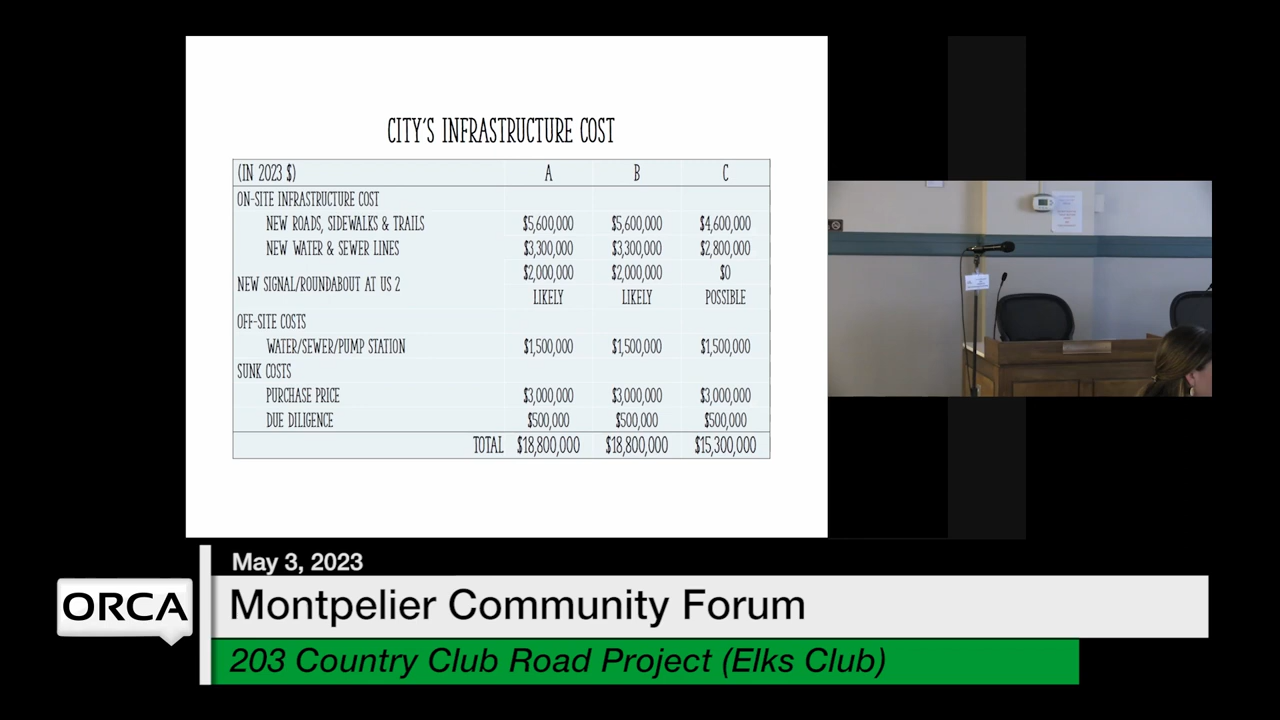 CITY'S INFRASTRUCTURE COST
(IN 2023 $) A B C
ON-SITE INFRASTRUCTURE COST
NEW ROADS, SIDEWALKS & TRAILS $5,600,000 $5,600,000 $4,600,000
NEW WATER & SEWER LINES $3,300,000 $3,300,000 $2,800,000
NEW SIGNAL/ROUNDABOUT AT US 2 $2,000,000 $2,000,000 $0
LIKELY LIKELY POSSIBLE
OFF-SITE COSTS
WATER/SEWER/PUMP STATION $1,500,000 $1,500,000 $1,500,000
SUNK COSTS
PURCHASE PRICE $3,000,000 $3,000,000 $3,000,000
DUE DILIGENCE $500,000 $500,000 $500,000
TOTAL $18,800,000 $18,800,000 $15,300,000
May 3, 2023
ORCA
Montpelier Community Forum
203 Country Club Road Project (Elks Club)